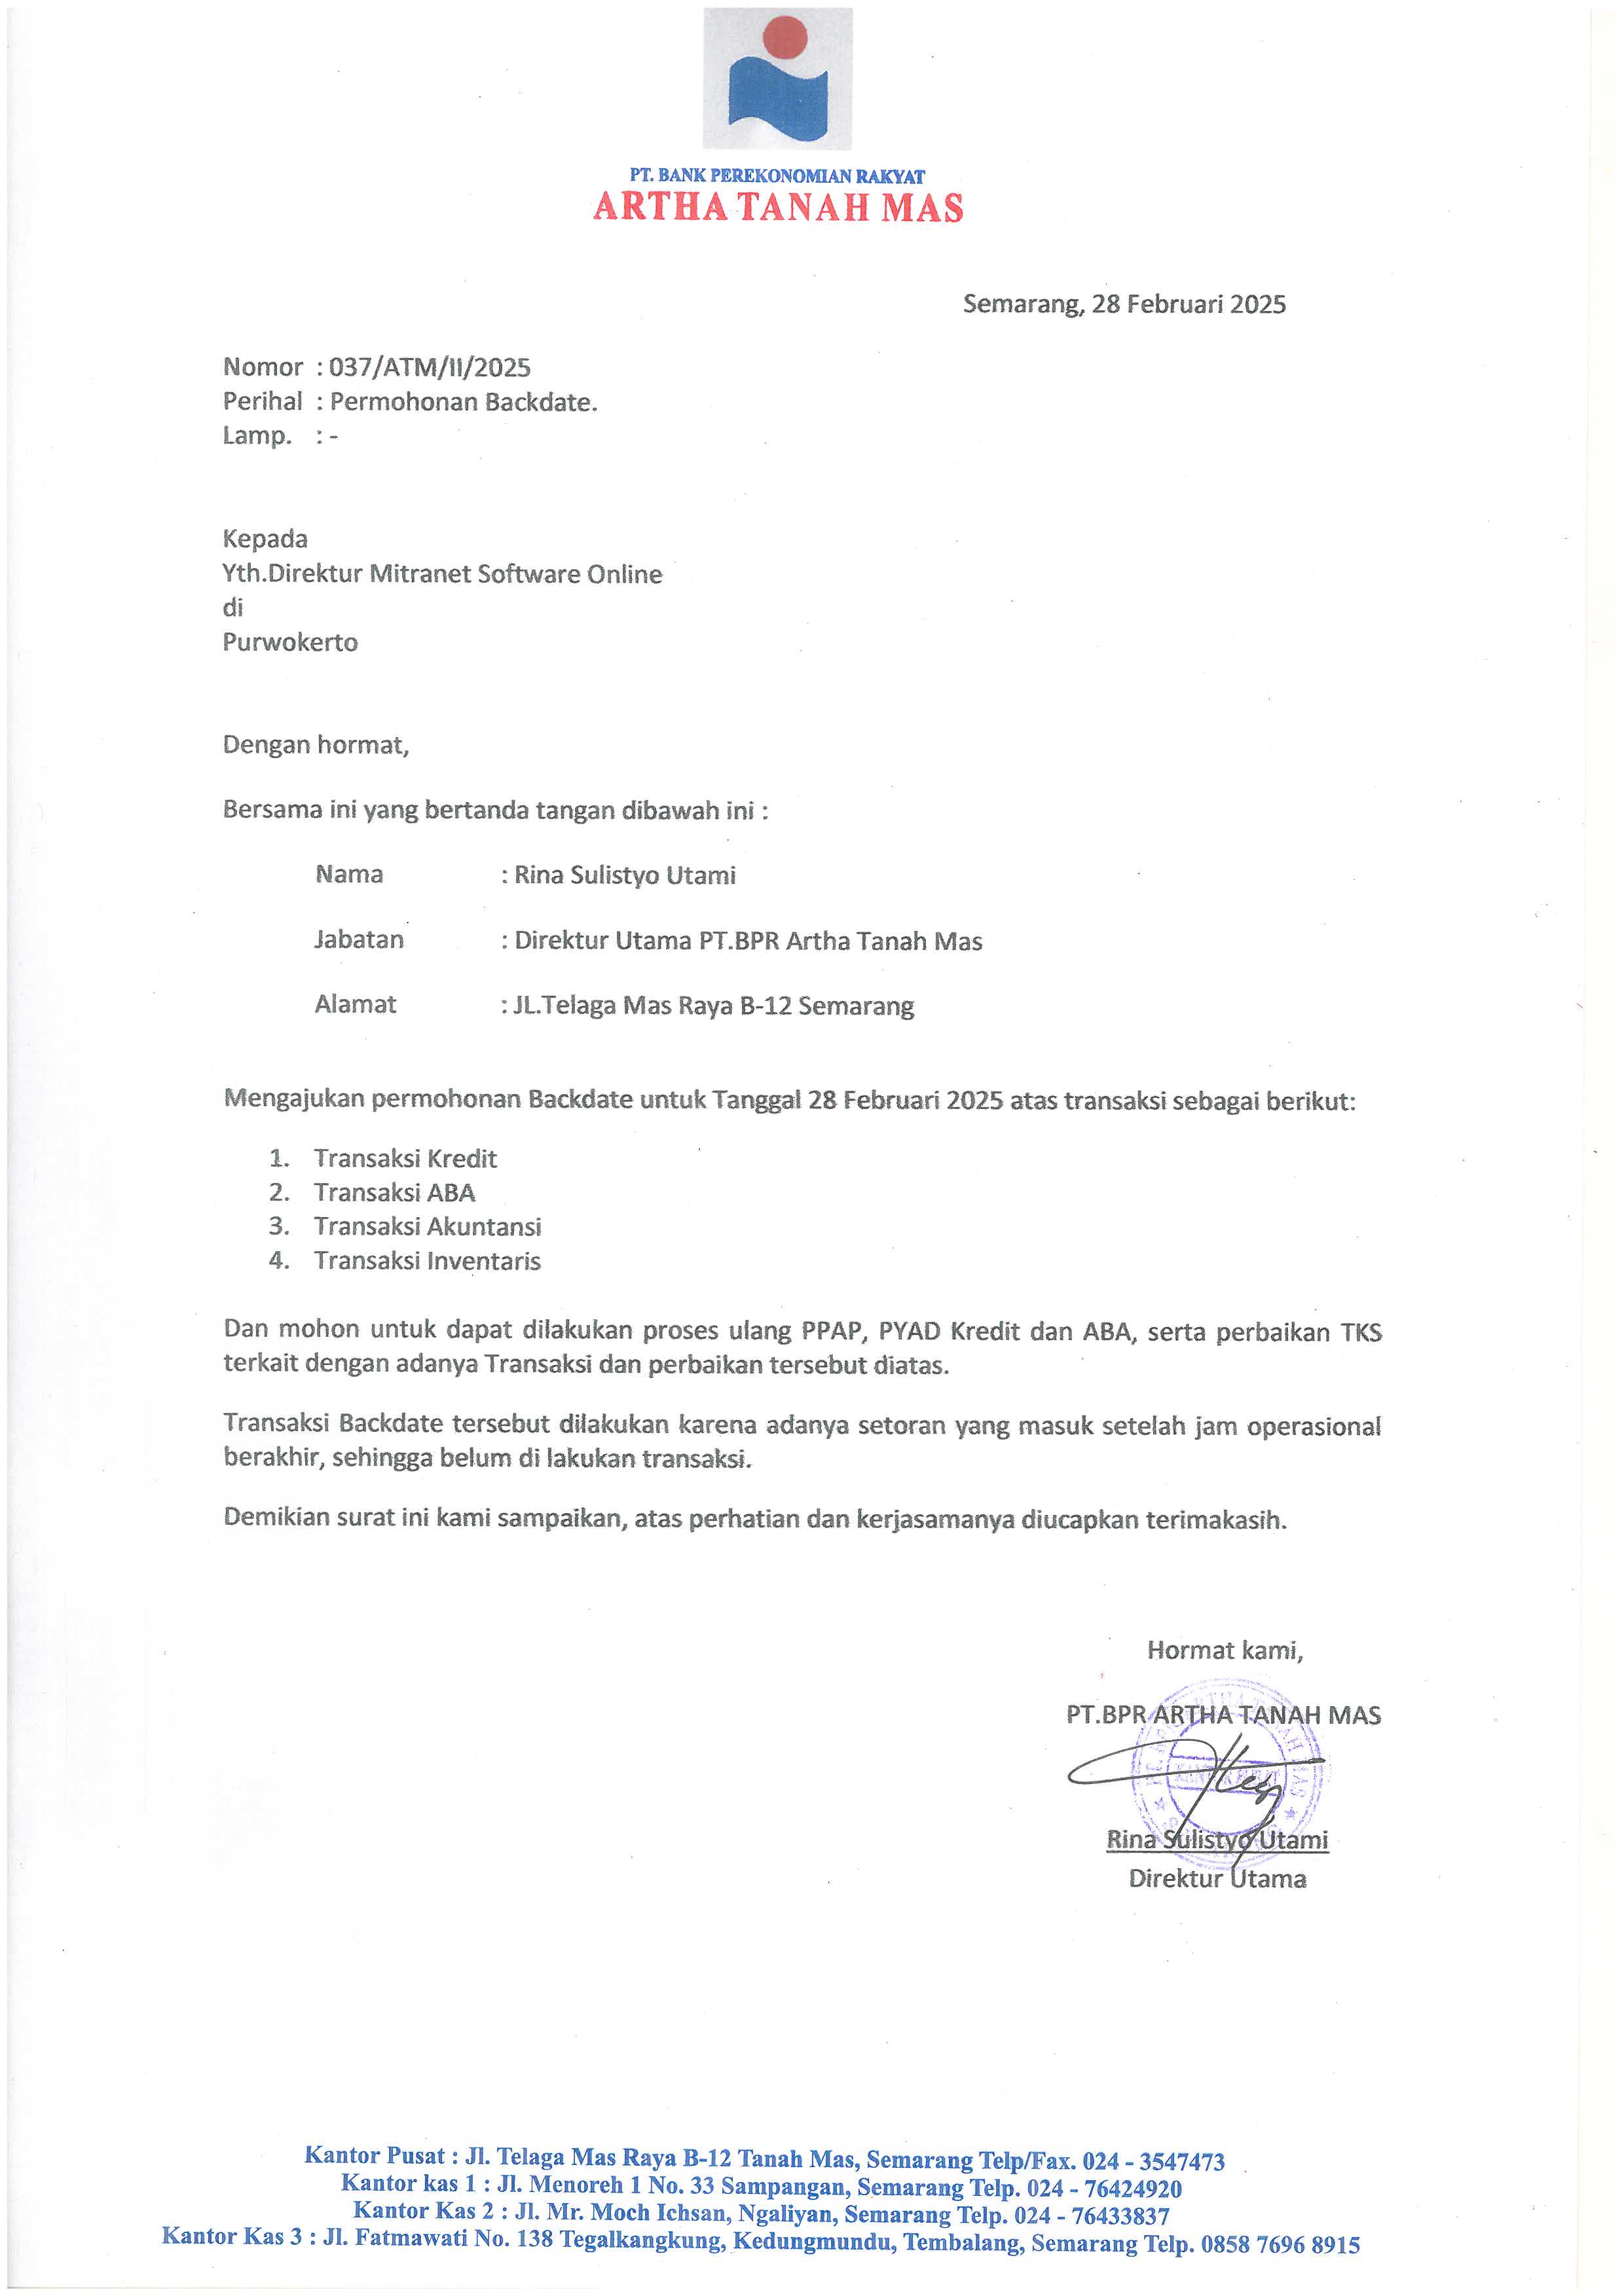 PT. BANK PEREKONOMIAN RAKYAT
ARTHA TANAH MAS
Semarang, 28 Februari 2025
Nomor : 037/ATM/II/2025
Perihal : Permohonan Backdate.
Lamp. : -
Kepada
Yth.Direktur Mitranet Software Online
di
Purwokerto
Dengan hormat,
Bersama ini yang bertanda tangan dibawah ini :
Nama : Rina Sulistyo Utami
Jabatan : Direktur Utama PT.BPR Artha Tanah Mas
Alamat : JL.Telaga Mas Raya B-12 Semarang
Mengajukan permohonan Backdate untuk Tanggal 28 Februari 2025 atas transaksi sebagai berikut:
1. Transaksi Kredit
2. Transaksi ABA
3. Transaksi Akuntansi
4. Transaksi Inventaris
Dan mohon untuk dapat dilakukan proses ulang PPAP, PYAD Kredit dan ABA, serta perbaikan TKS
terkait dengan adanya Transaksi dan perbaikan tersebut diatas.
Transaksi Backdate tersebut dilakukan karena adanya setoran yang masuk setelah jam operasional
berakhir, sehingga belum di lakukan transaksi.
Demikian surat ini kami sampaikan, atas perhatian dan kerjasamanya diucapkan terimakasih.
Hormat kami,
PT.BPR ARTHA TANAH MAS
Rina Sulistyo Utami
Direktur Utama
Kantor Pusat : Jl. Telaga Mas Raya B-12 Tanah Mas, Semarang Telp/Fax. 024 - 3547473
Kantor kas 1 : Jl. Menoreh 1 No. 33 Sampangan, Semarang Telp. 024 - 76424920
Kantor Kas 2 : Jl. Mr. Moch Ichsan, Ngaliyan, Semarang Telp. 024 - 76433837
Kantor Kas 3 : Jl. Fatmawati No. 138 Tegalkangkung, Kedungmundu, Tembalang, Semarang Telp. 0858 7696 8915